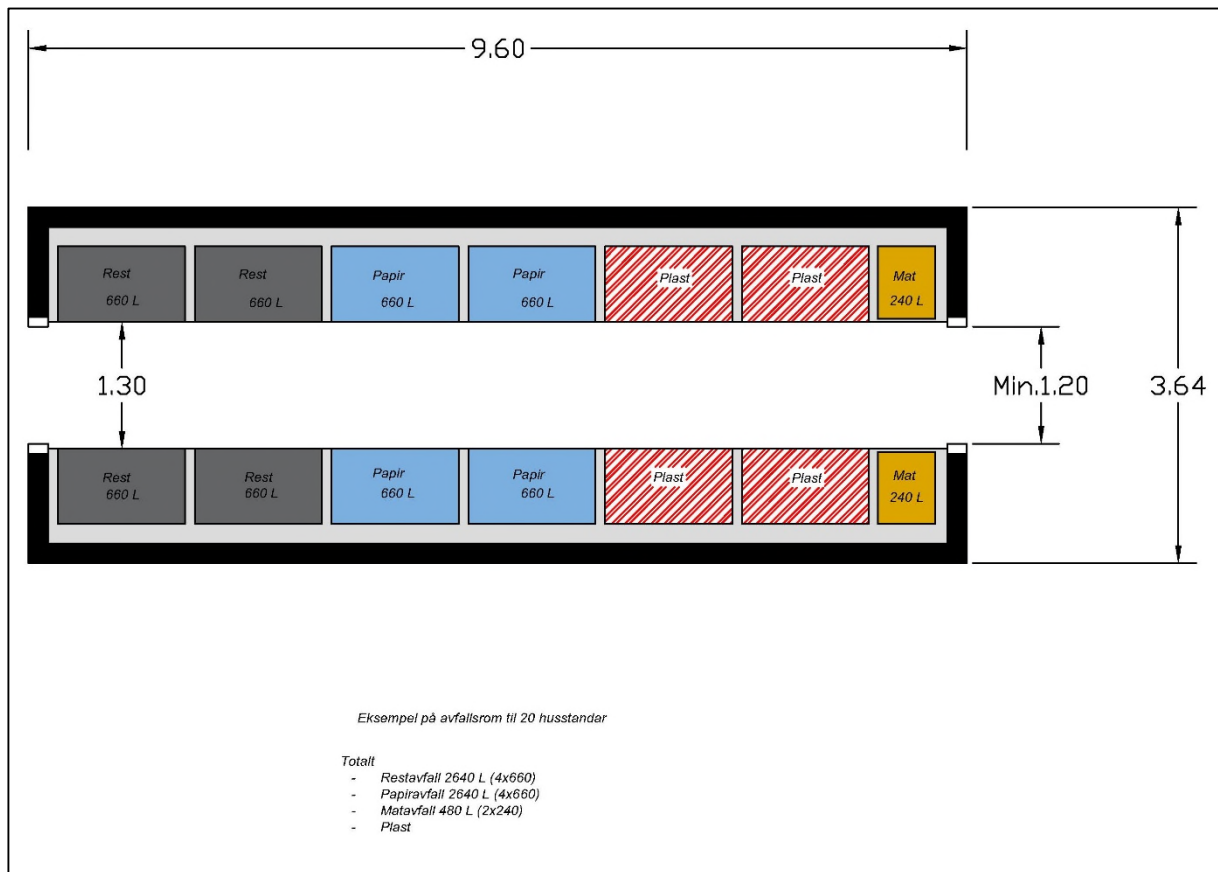 9.60
Rest
660 L
Rest
660 L
Papir
660 L
Papir
660 L
Plast
Plast
Mat
240 L
1.30
Min.1.20
3.64
Rest
660 L
Rest
660 L
Papir
660 L
Papir
660 L
Plast
Plast
Mat
240 L
Eksempel på avfallsrom til 20 husstandar
Totalt
- Restavfall 2640 L (4x660)
- Papiravfall 2640 L (4x660)
- Matavfall 480 L (2x240)
- Plast